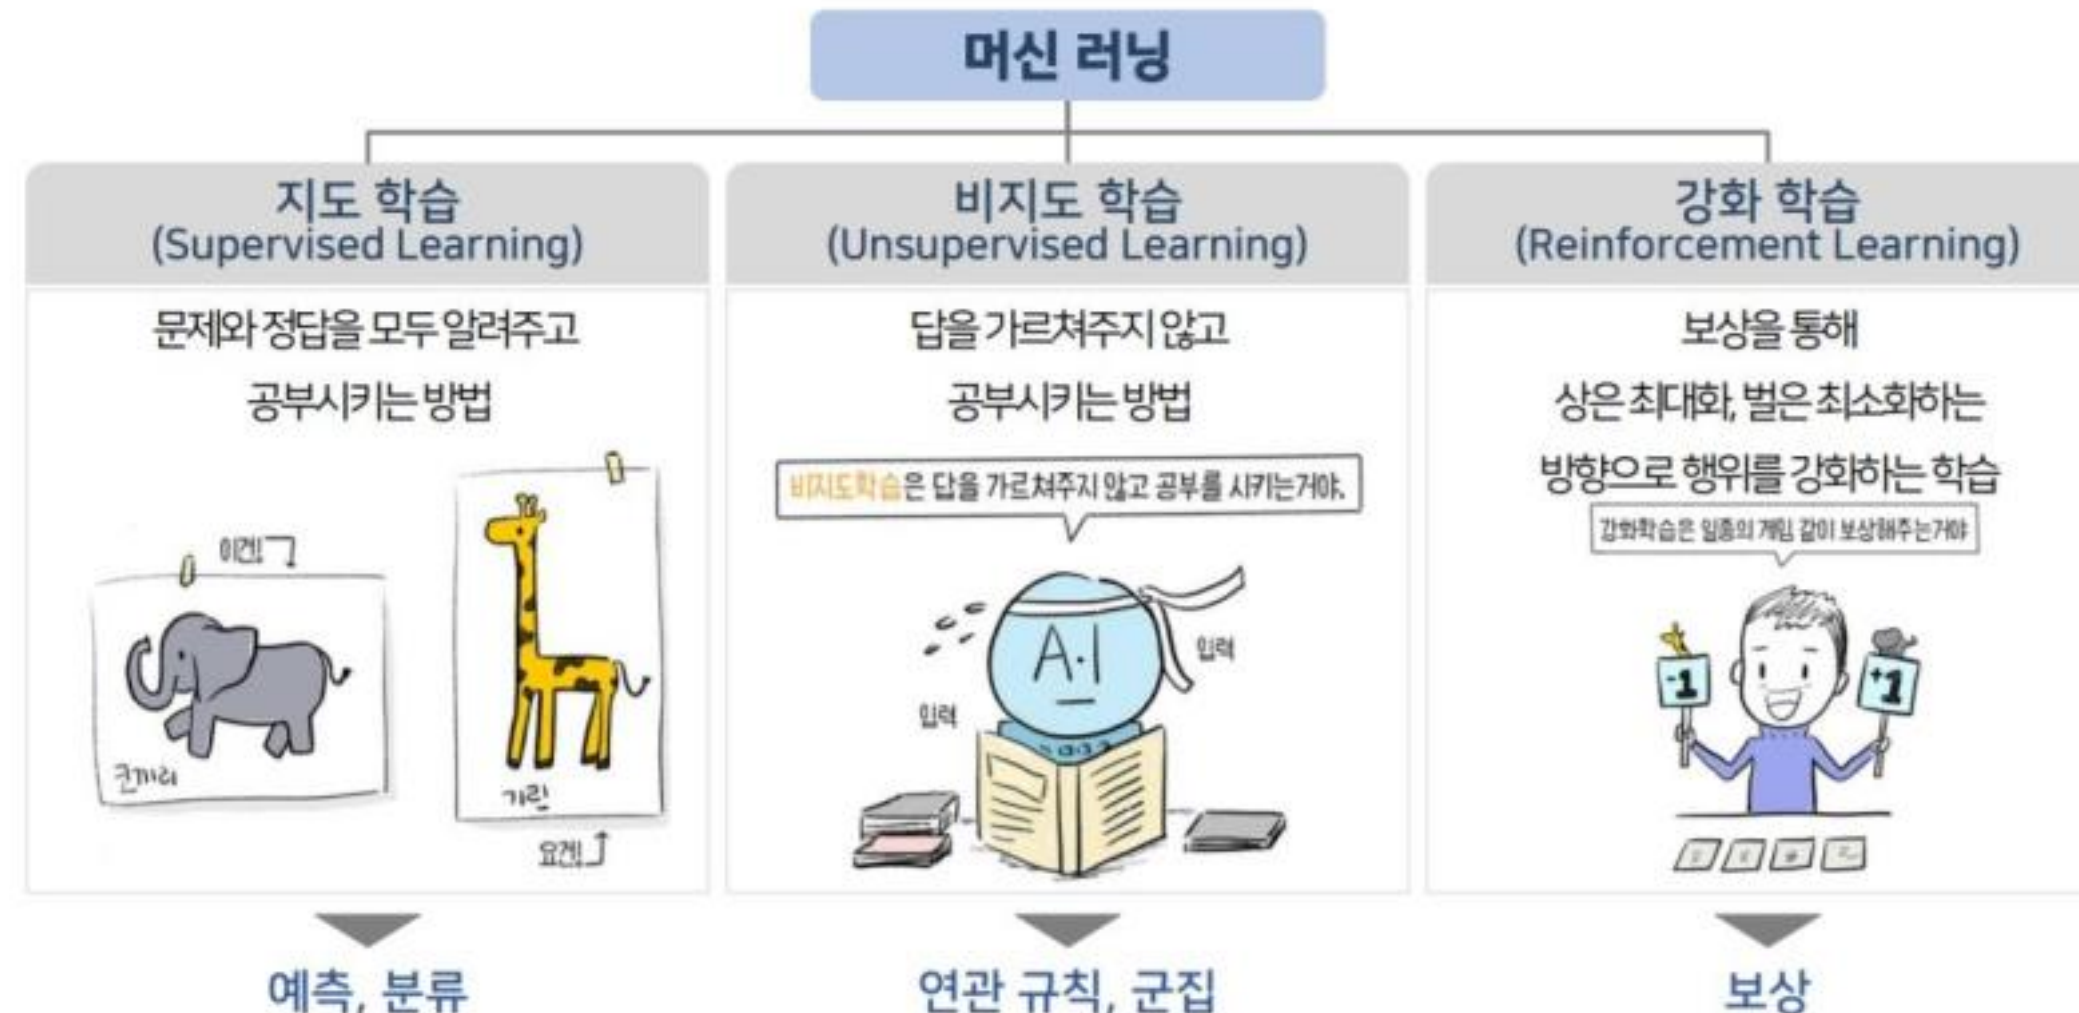 머신 러닝
지도 학습
(Supervised Learning)
문제와 정답을 모두 알려주고
공부시키는 방법
이건!
코끼리
기린
요건!
예측, 분류
비지도 학습
(Unsupervised Learning)
답을 가르쳐주지 않고
공부시키는 방법
비지도학습은 답을 가르쳐주지 않고 공부를 시키는거야.
A.I
입력
입력
연관 규칙, 군집
강화 학습
(Reinforcement Learning)
보상을 통해
상은 최대화, 벌은 최소화하는
방향으로 행위를 강화하는 학습
강화학습은 일종의 게임 같이 보상해주는거야
-1
+1
보상